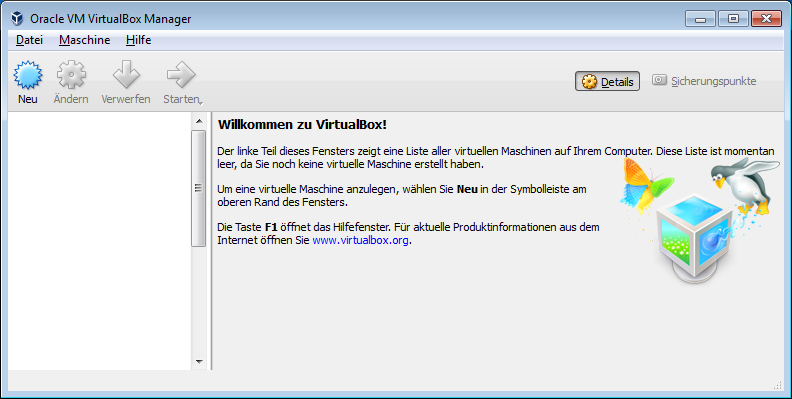 Oracle VM VirtualBox Manager
Datei Maschine Hilfe
Neu Ändern Verwerfen Starten
Details Sicherungspunkte
Willkommen zu VirtualBox!
Der linke Teil dieses Fensters zeigt eine Liste aller virtuellen Maschinen auf Ihrem Computer. Diese Liste ist momentan
leer, da Sie noch keine virtuelle Maschine erstellt haben.
Um eine virtuelle Maschine anzulegen, wählen Sie Neu in der Symbolleiste am
oberen Rand des Fensters.
Die Taste F1 öffnet das Hilfefenster. Für aktuelle Produktinformationen aus dem
Internet öffnen Sie www.virtualbox.org.